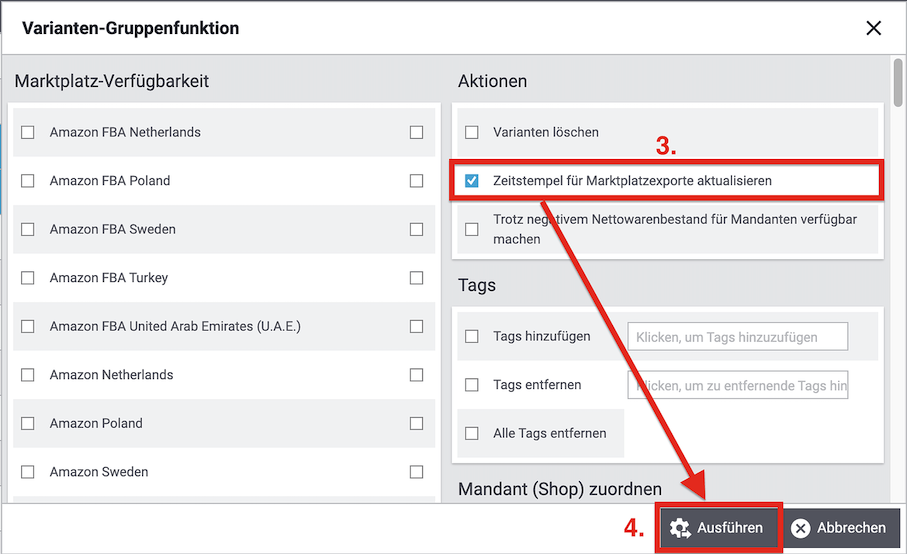 Varianten-Gruppenfunktion
Marktplatz-Verfügbarkeit
Amazon FBA Netherlands
Amazon FBA Poland
Amazon FBA Sweden
Amazon FBA Turkey
Amazon FBA United Arab Emirates (U.A.E.)
Amazon Netherlands
Amazon Poland
Amazon Sweden
Aktionen
Varianten löschen
3.
Zeitstempel für Marktplatzexporte aktualisieren
Trotz negativem Nettowarenbestand für Mandanten verfügbar
machen
Tags
Tags hinzufügen
Klicken, um Tags hinzuzufügen
Tags entfernen
Klicken, um zu entfernende Tags hin
Alle Tags entfernen
Mandant (Shop) zuordnen
4.
Ausführen
Abbrechen